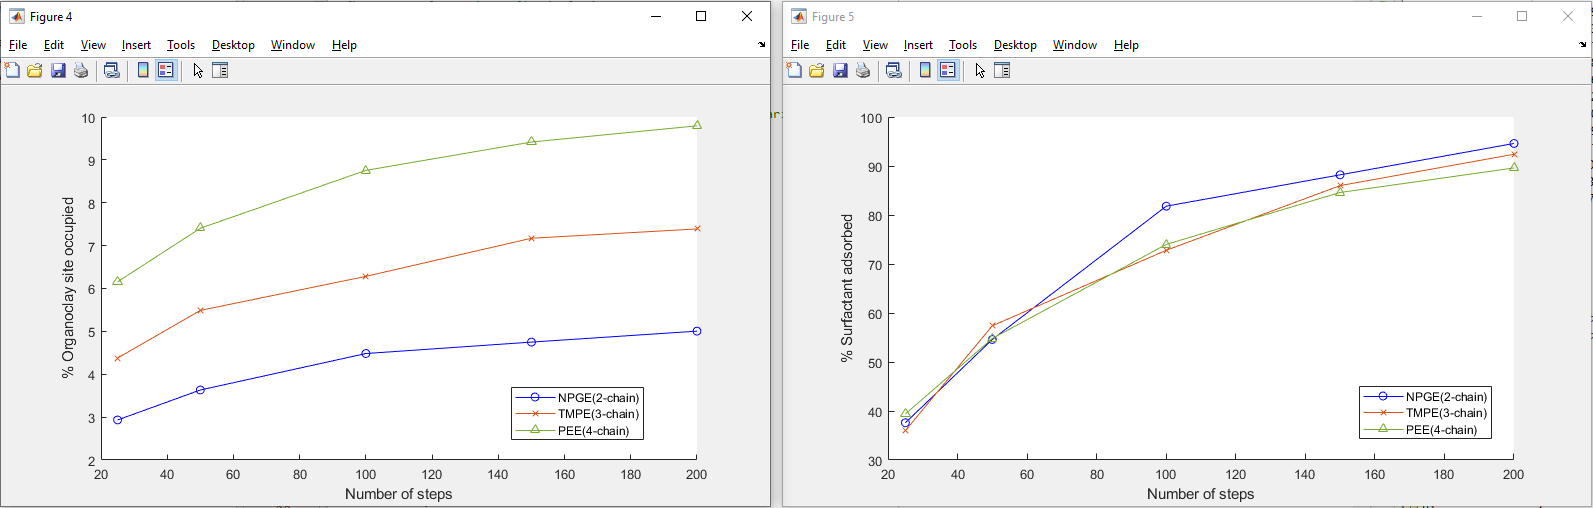 Figure 4
File Edit View Insert Tools Desktop Window Help
10
9
8
7
6
5
4
3
2
% Organoclay site occupied
NPGE(2-chain)
TMPE(3-chain)
PEE(4-chain)
20 40 60 80 100 120 140 160 180 200
Number of steps
Figure 5
File Edit View Insert Tools Desktop Window Help
100
90
80
70
60
50
40
30
% Surfactant adsorbed
NPGE(2-chain)
TMPE(3-chain)
PEE(4-chain)
20 40 60 80 100 120 140 160 180 200
Number of steps